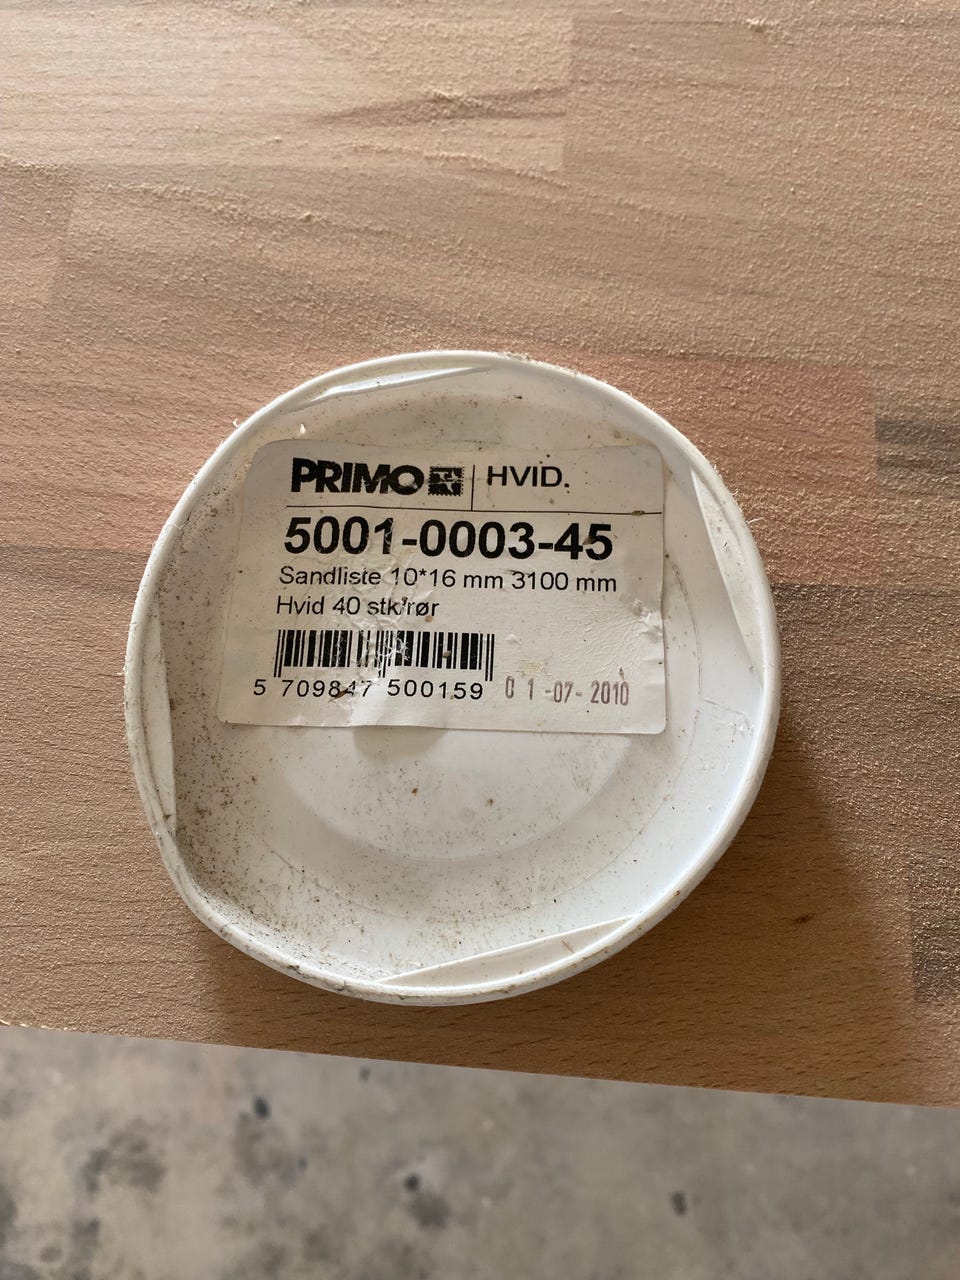 PRIMO HVID.
5001-0003-45
Sandliste 10*16 mm 3100 mm
Hvid 40 stk/rør
5 709847 500159 01-07-2010